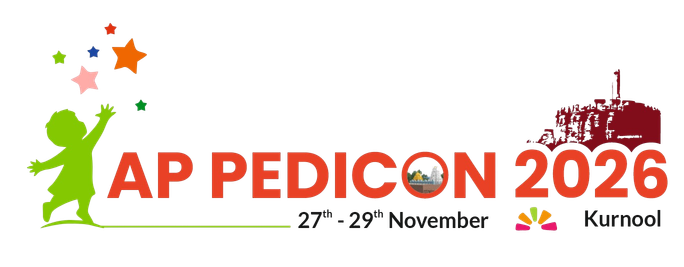 AP PEDICON 2026
27th - 29th November Kurnool